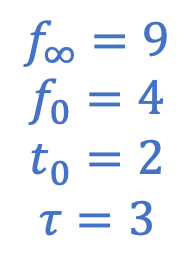 f∞ = 9
f0 = 4
t0 = 2
τ = 3